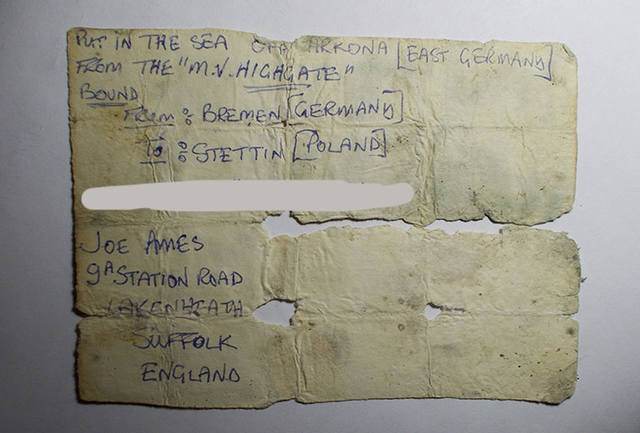 PUT IN THE SEA OFF ARKONA [EAST GERMANY]
FROM THE "M.V. HIGHGATE"
BOUND
FROM: BREMEN [GERMANY]
TO: STETTIN [POLAND]
JOE AMES
9A STATION ROAD
LAKENHEATH
SUFFOLK
ENGLAND